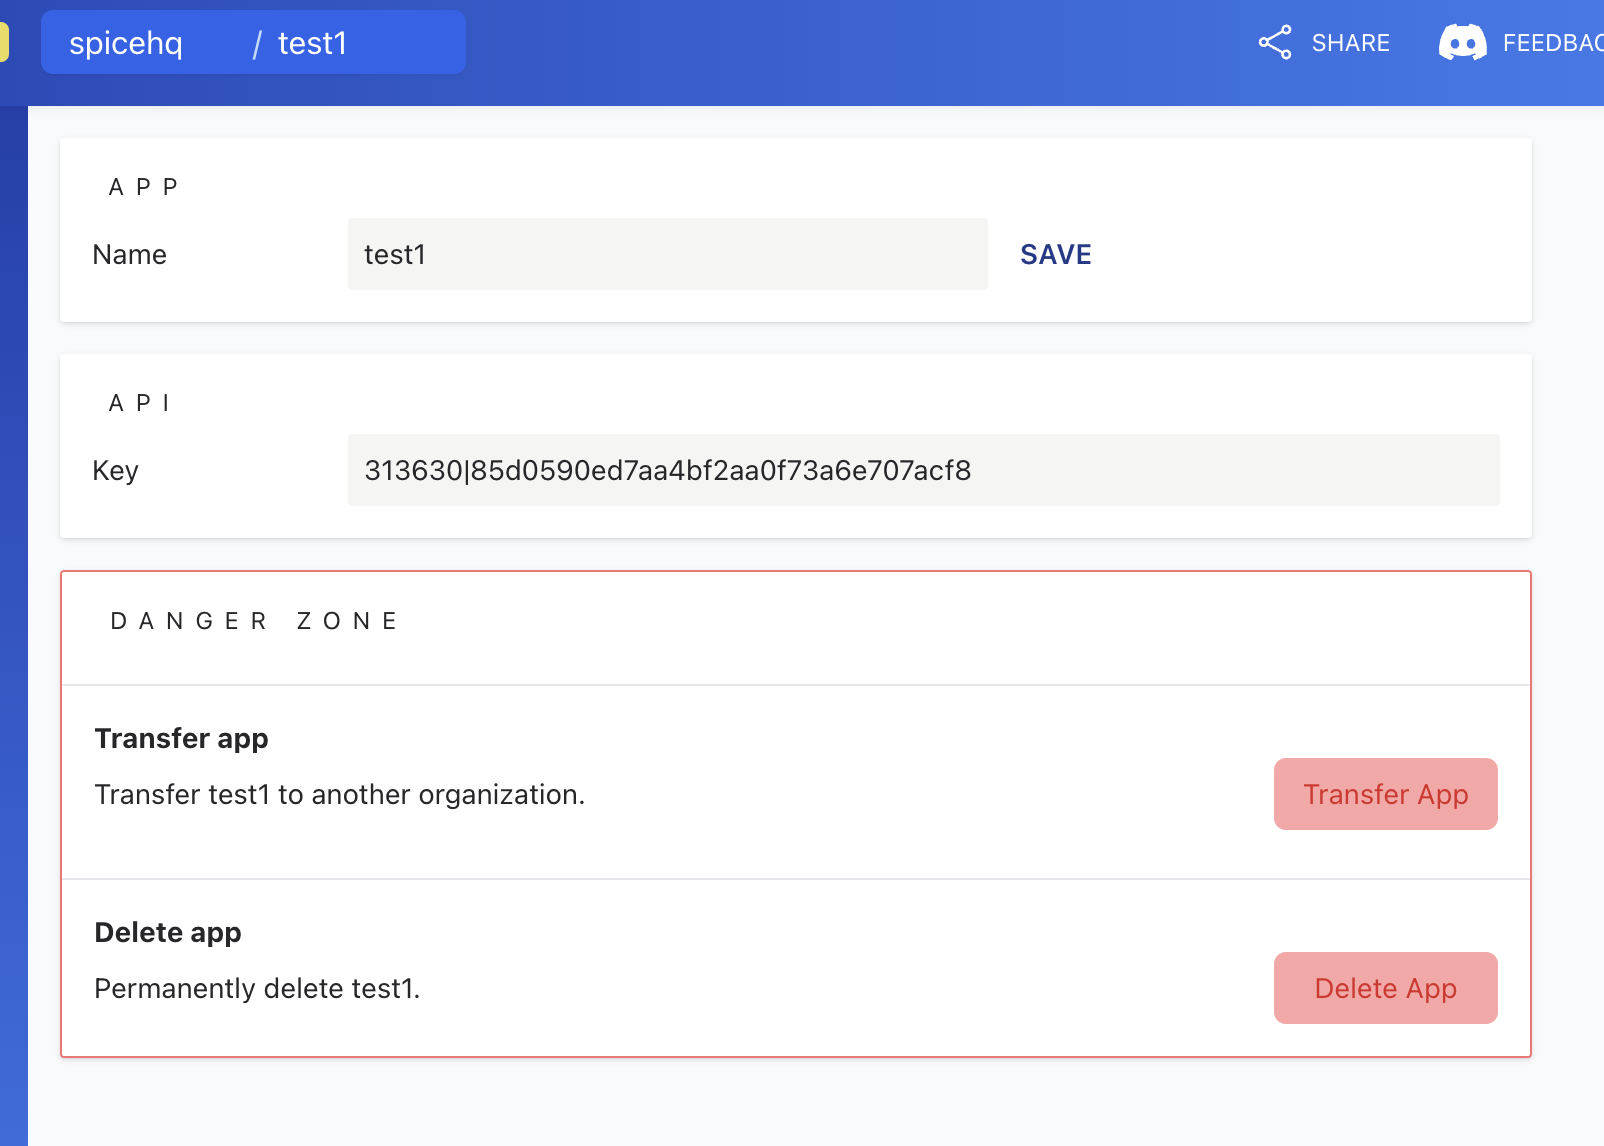 spicehq / test1
SHARE
FEEDBAC
APP
Name
test1
SAVE
API
Key
313630|85d0590ed7aa4bf2aa0f73a6e707acf8
DANGER ZONE
Transfer app
Transfer test1 to another organization.
Transfer App
Delete app
Permanently delete test1.
Delete App